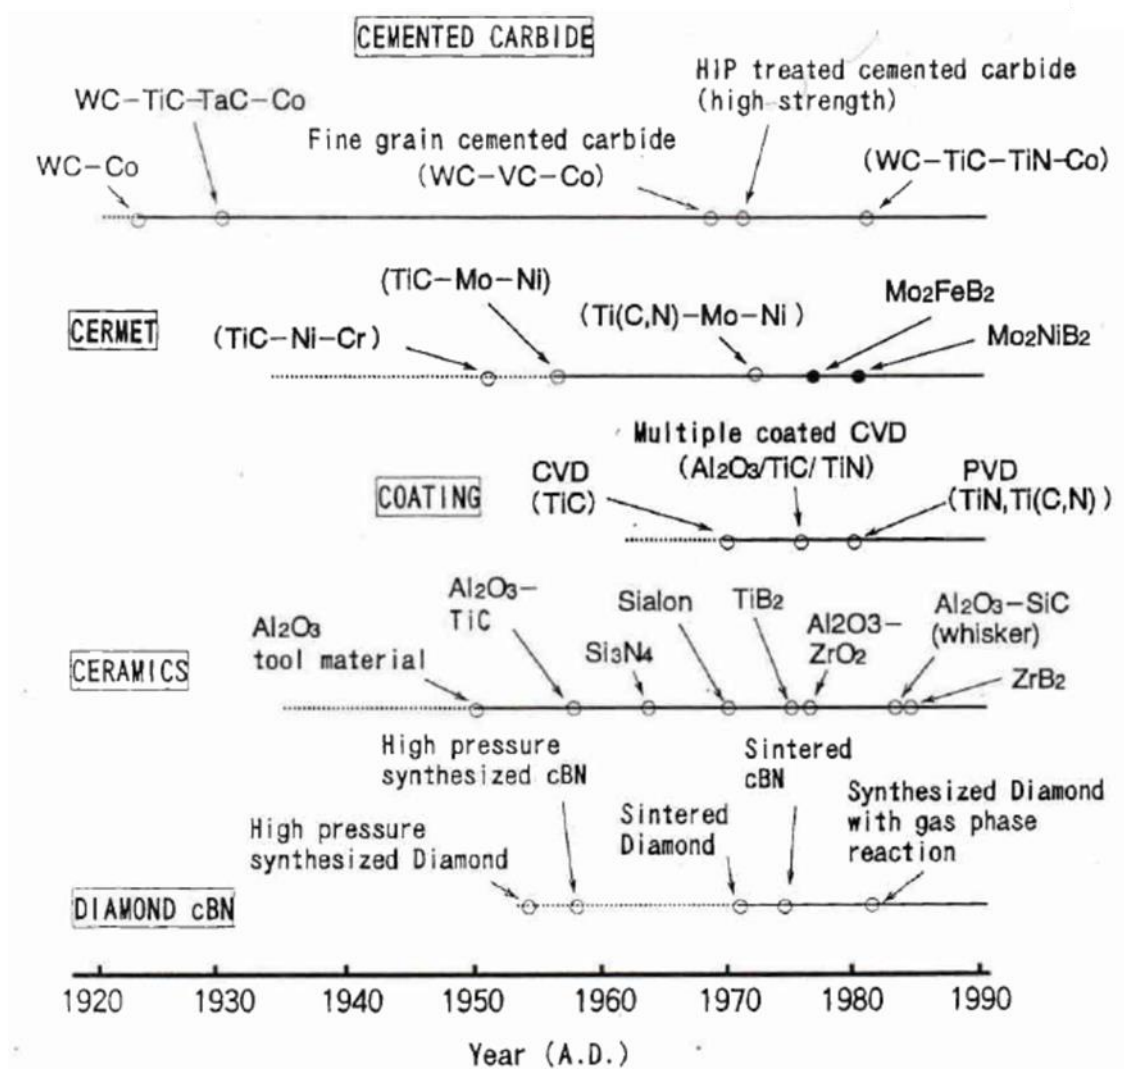 CEMENTED CARBIDE
HIP treated cemented carbide
(high strength)
WC-TiC-TaC-Co
Fine grain cemented carbide
(WC-VC-Co)
WC-Co
(WC-TiC-TiN-Co)
CERMET
(TiC-Mo-Ni)
(TiC-Ni-Cr)
(Ti(C,N)-Mo-Ni )
Mo2FeB2
Mo2NiB2
COATING
CVD
(TiC)
Multiple coated CVD
(Al2O3/TiC/ TiN)
PVD
(TiN,Ti(C,N) )
CERAMICS
Al2O3
tool material
Al2O3-
TiC
Si3N4
Sialon
TiB2
Al2O3-
ZrO2
Al2O3-SiC
(whisker)
ZrB2
DIAMOND cBN
High pressure
synthesized Diamond
High pressure
synthesized cBN
Sintered
Diamond
Sintered
cBN
Synthesized Diamond
with gas phase
reaction
1920 1930 1940 1950 1960 1970 1980 1990
Year (A.D.)